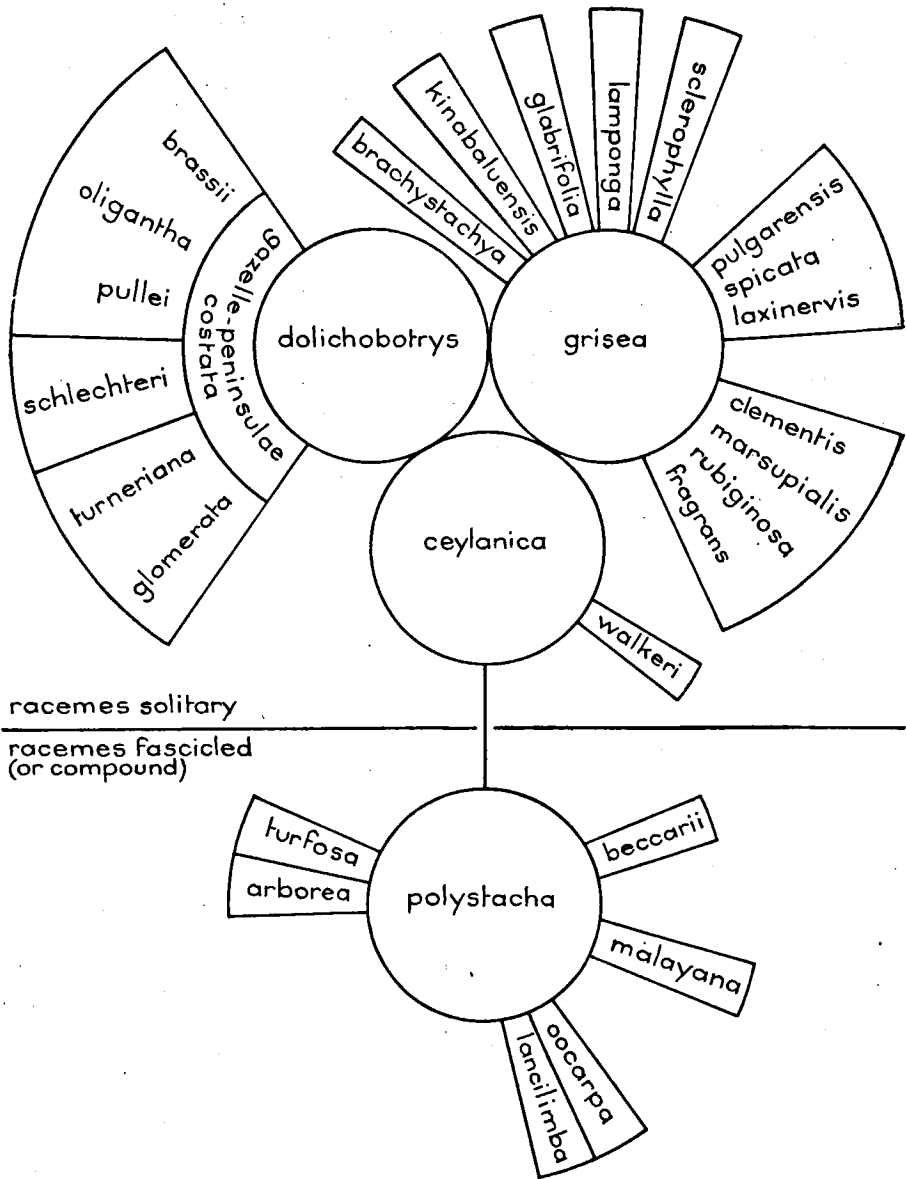 brassii
oligantha
pullei
schlechteri
turneriana
glomerata
gazelle-peninsulae
costata
dolichobotrys
brachystachya
kinabaluensis
glabrifolia
lamponga
sclerophylla
grisea
pulgarensis
spicata
laxinervis
clementis
marsupialis
rubiginosa
fragrans
ceylanica
walkeri
racemes solitary
racemes fascicled
(or compound)
turfosa
arborea
polystacha
beccarii
malayana
oocarpa
lancilimba